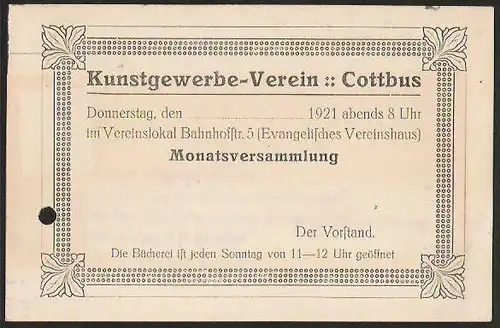 Kunstgewerbe-Verein :: Cottbus
Donnerstag, den ........................ 1921 abends 8 Uhr
im Vereinslokal Bahnhofſtr. 5 (Evangeliſches Vereinshaus)
Monatsversammlung
Der Vorſtand.
Die Bücherei iſt jeden Sonntag von 11—12 Uhr geöffnet